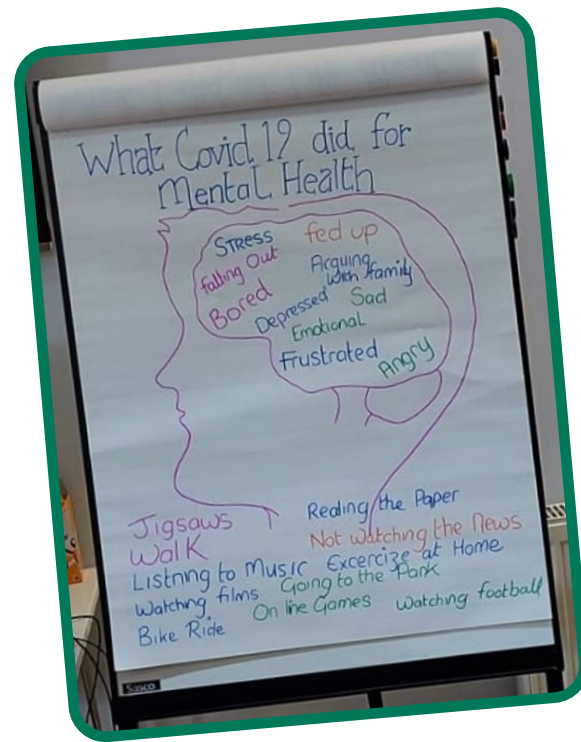 What Covid 19 did for
Mental Health
Stress
fed up
falling Out
Acquing
with family
Bored
Depressed
Sad
Emotional
Frustrated
Angry
Jigsaws
Reading the Paper
Walk
Not watching the News
Listning to Music
Excercize at Home
Watching films
Going to the Park
On line Games
Watching football
Bike Ride
Sasco